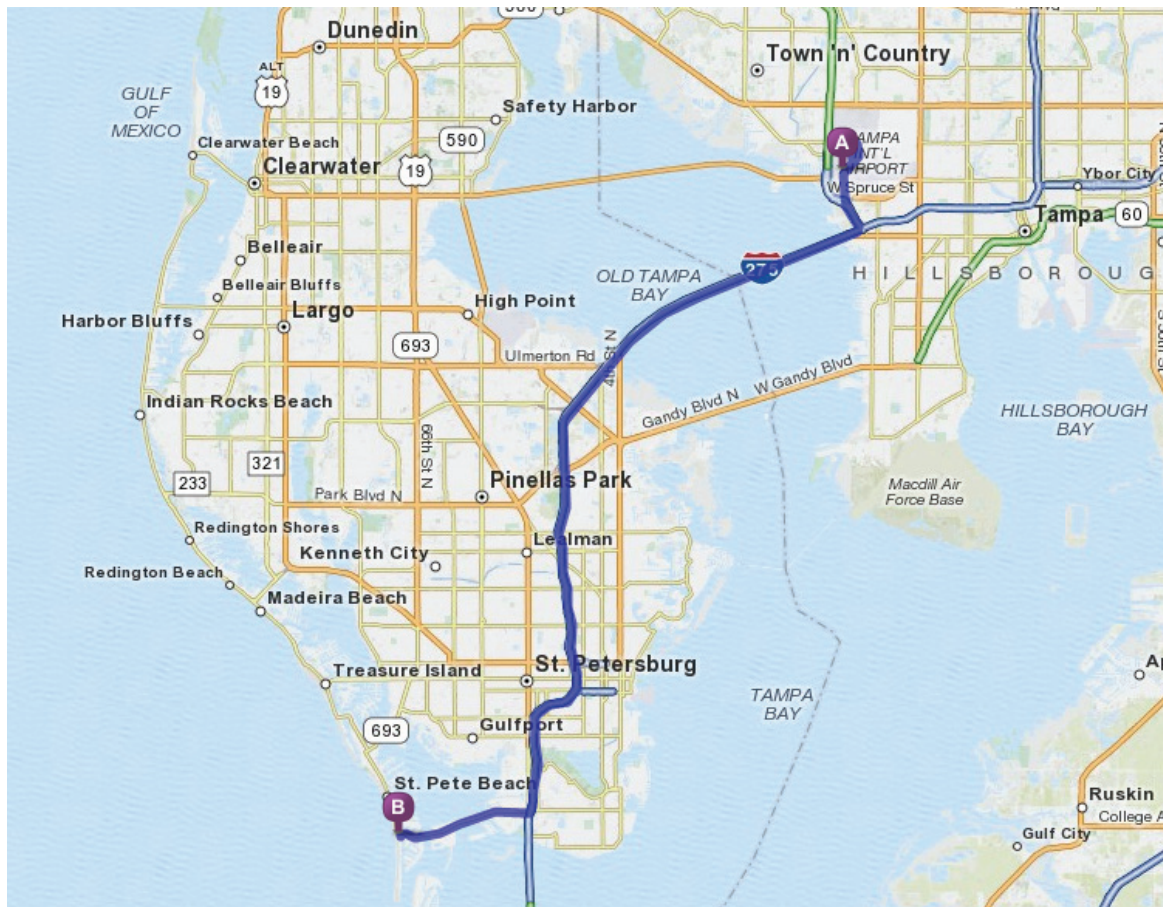 Dunedin
Town 'n' Country
ALT
19
GULF
OF
MEXICO
Safety Harbor
590
Clearwater Beach
Clearwater
19
A
TAMPA
INT'L
AIRPORT
W Spruce St
Ybor City
Tampa
60
Belleair
Belleair Bluffs
275
OLD TAMPA
BAY
HILLSBOROUG
High Point
Harbor Bluffs
Largo
693
4th St N
Ulmerton Rd
W Gandy Blvd
Gandy Blvd N
Indian Rocks Beach
HILLSBOROUGH
BAY
66th St N
321
233
Pinellas Park
Park Blvd N
Macdill Air
Force Base
Redington Shores
Lealman
Kenneth City
Redington Beach
Madeira Beach
St. Petersburg
Treasure Island
TAMPA
BAY
693
Gulfport
St. Pete Beach
B
Ruskin
College A
Gulf City